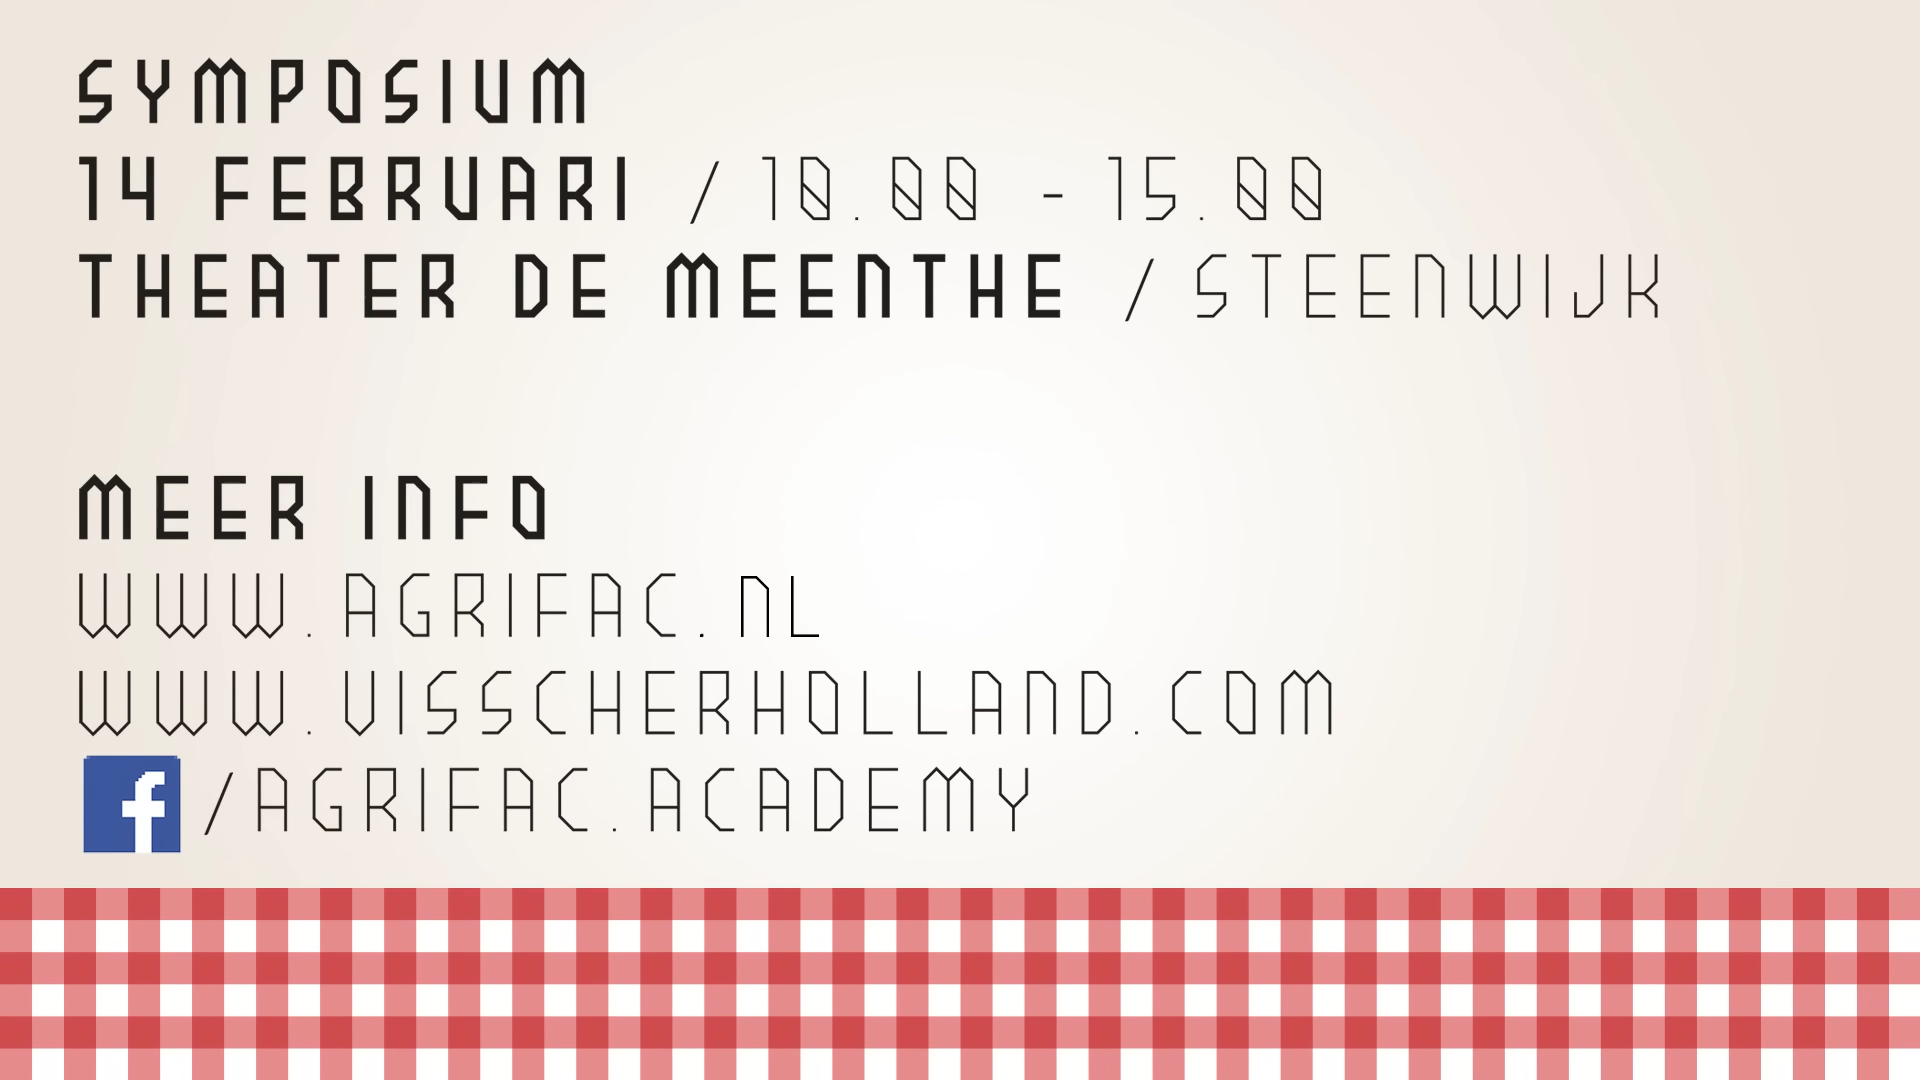 SYMPOSIUM
14 FEBRUARI / 10.00 - 15.00
THEATER DE MEENTHE / STEENWIJK
MEER INFO
WWW.AGRIFAC.NL
WWW.VISSCHERHOLLAND.COM
f /AGRIFAC.ACADEMY